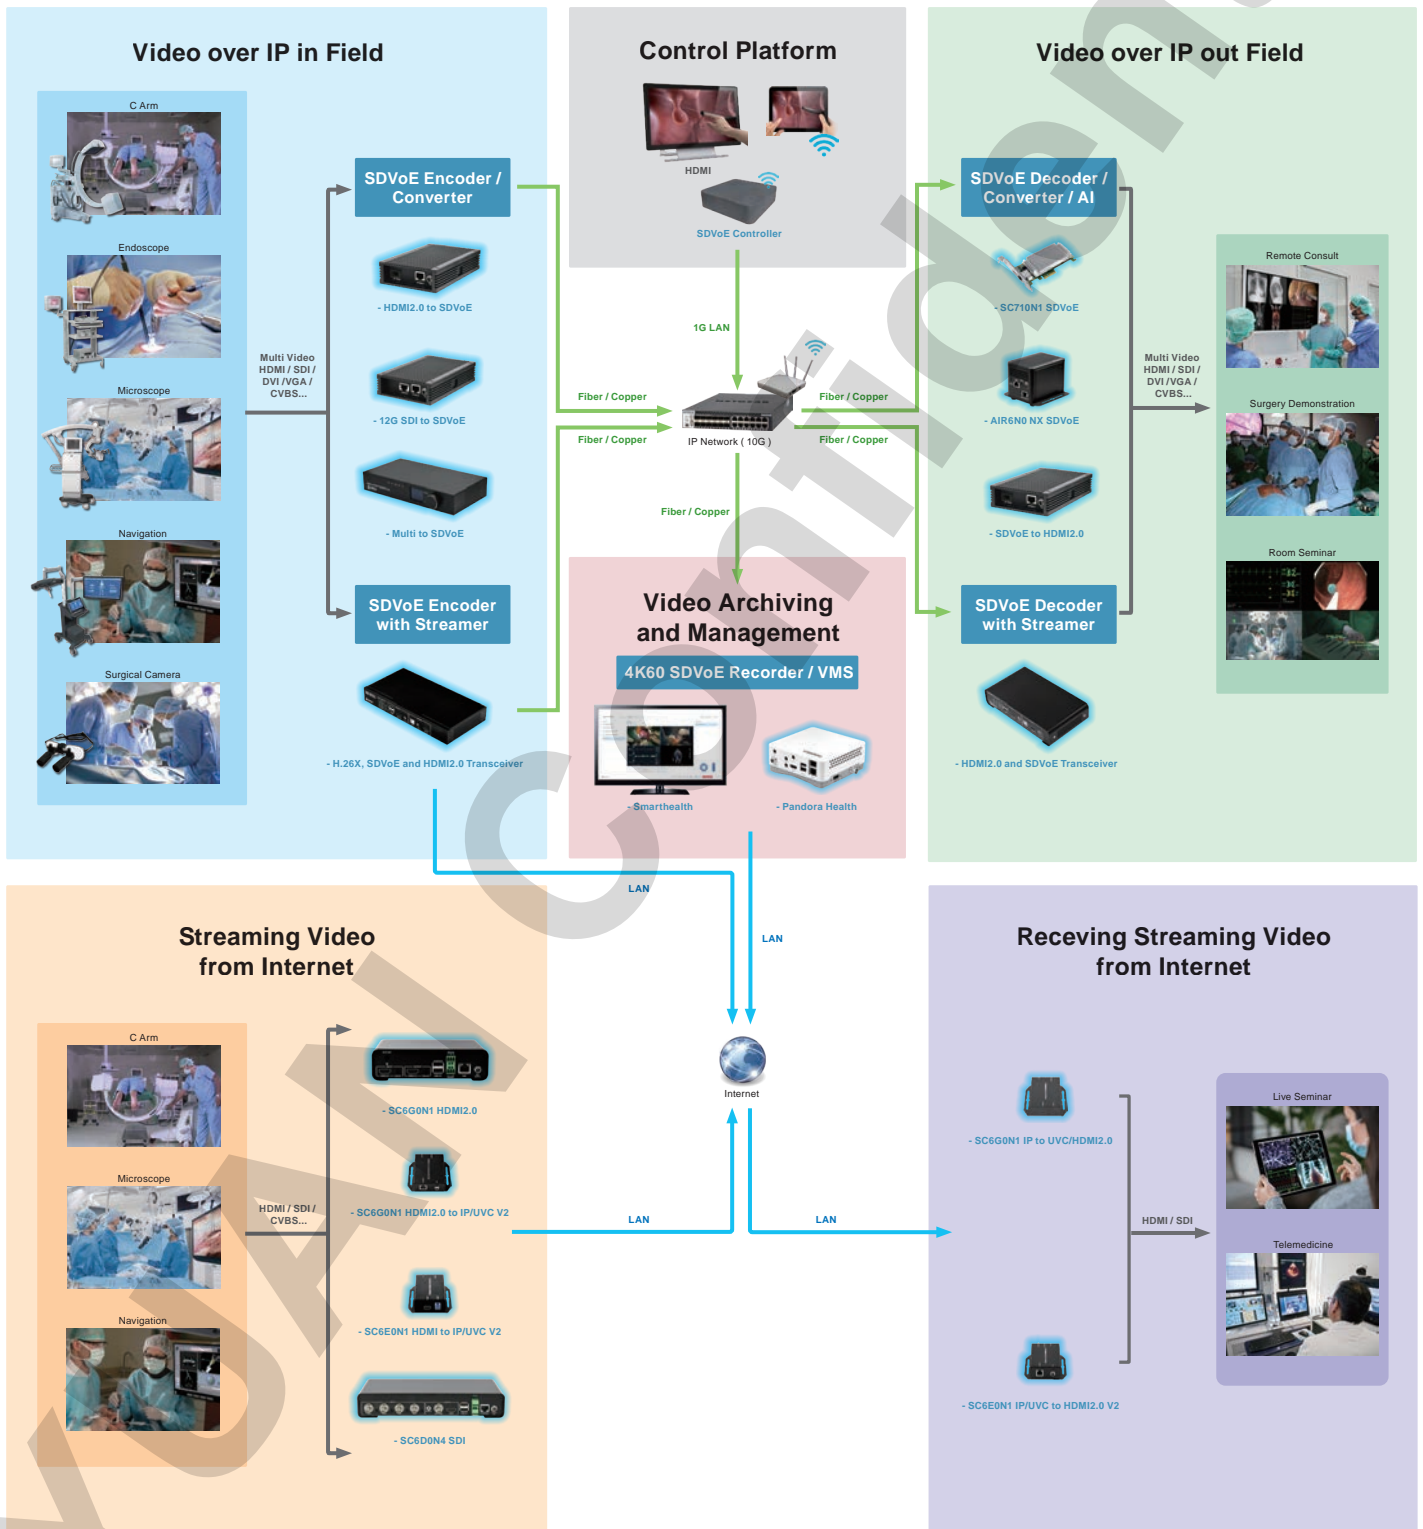 Video over IP in Field
C Arm
Endoscope
Microscope
Navigation
Surgical Camera
Multi Video
HDMI / SDI /
DVI /VGA /
CVBS...
SDVoE Encoder /
Converter
- HDMI2.0 to SDVoE
- 12G SDI to SDVoE
- Multi to SDVoE
SDVoE Encoder
with Streamer
- H.26X, SDVoE and HDMI2.0 Transceiver
Control Platform
HDMI
SDVoE Controller
1G LAN
Fiber / Copper
Fiber / Copper
IP Network ( 10G )
Fiber / Copper
Fiber / Copper
Fiber / Copper
Video Archiving
and Management
4K60 SDVoE Recorder / VMS
- Smarthealth
- Pandora Health
Video over IP out Field
SDVoE Decoder /
Converter / AI
- SC710N1 SDVoE
- AIR6N0 NX SDVoE
- SDVoE to HDMI2.0
SDVoE Decoder
with Streamer
- HDMI2.0 and SDVoE Transceiver
Multi Video
HDMI / SDI /
DVI /VGA /
CVBS...
Remote Consult
Surgery Demonstration
Room Seminar
LAN
LAN
Internet
LAN
LAN
Streaming Video
from Internet
C Arm
Microscope
Navigation
HDMI / SDI /
CVBS...
- SC6G0N1 HDMI2.0
- SC6G0N1 HDMI2.0 to IP/UVC V2
- SC6E0N1 HDMI to IP/UVC V2
- SC6D0N4 SDI
Receving Streaming Video
from Internet
- SC6G0N1 IP to UVC/HDMI2.0
- SC6E0N1 IP/UVC to HDMI2.0 V2
HDMI / SDI
Live Seminar
Telemedicine
YUAN Confiden